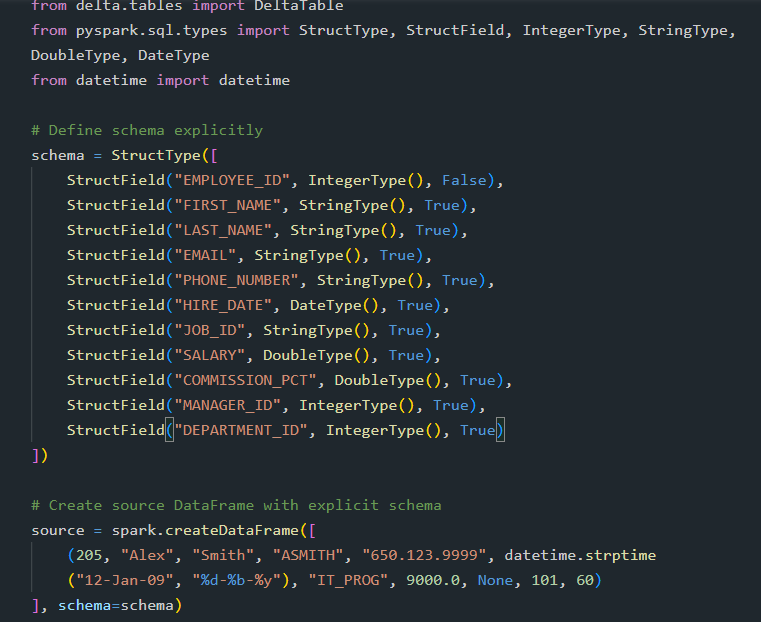 from delta.tables import DeltaTable
from pyspark.sql.types import StructType, StructField, IntegerType, StringType,
DoubleType, DateType
from datetime import datetime

# Define schema explicitly
schema = StructType([
    StructField("EMPLOYEE_ID", IntegerType(), False),
    StructField("FIRST_NAME", StringType(), True),
    StructField("LAST_NAME", StringType(), True),
    StructField("EMAIL", StringType(), True),
    StructField("PHONE_NUMBER", StringType(), True),
    StructField("HIRE_DATE", DateType(), True),
    StructField("JOB_ID", StringType(), True),
    StructField("SALARY", DoubleType(), True),
    StructField("COMMISSION_PCT", DoubleType(), True),
    StructField("MANAGER_ID", IntegerType(), True),
    StructField("DEPARTMENT_ID", IntegerType(), True)
])

# Create source DataFrame with explicit schema
source = spark.createDataFrame([
    (205, "Alex", "Smith", "ASMITH", "650.123.9999", datetime.strptime
    ("12-Jan-09", "%d-%b-%y"), "IT_PROG", 9000.0, None, 101, 60)
], schema=schema)